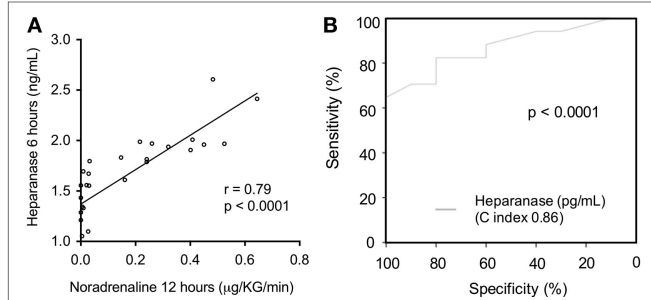 A
Heparanase 6 hours (ng/mL)
3.0
2.5
2.0
1.5
1.0
r = 0.79
p < 0.0001
0.0 0.2 0.4 0.6 0.8
Noradrenaline 12 hours (μg/KG/min)
B
Sensitivity (%)
100
80
60
40
20
0
p < 0.0001
Heparanase (pg/mL)
(C index 0.86)
100 80 60 40 20 0
Specificity (%)